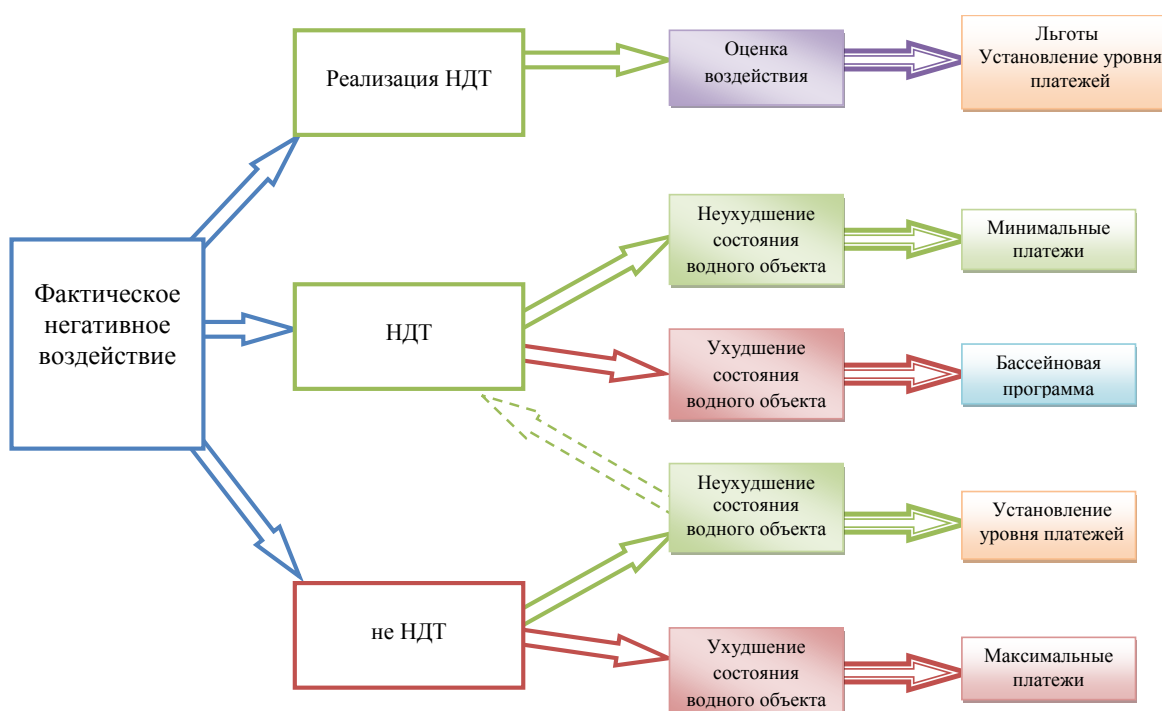 Фактическое
негативное
воздействие
Реализация НДТ
Оценка
воздействия
Льготы
Установление уровня
платежей
НДТ
Неухудшение
состояния
водного объекта
Минимальные
платежи
Ухудшение
состояния
водного объекта
Бассейновая
программа
не НДТ
Неухудшение
состояния
водного объекта
Установление
уровня платежей
Ухудшение
состояния
водного объекта
Максимальные
платежи